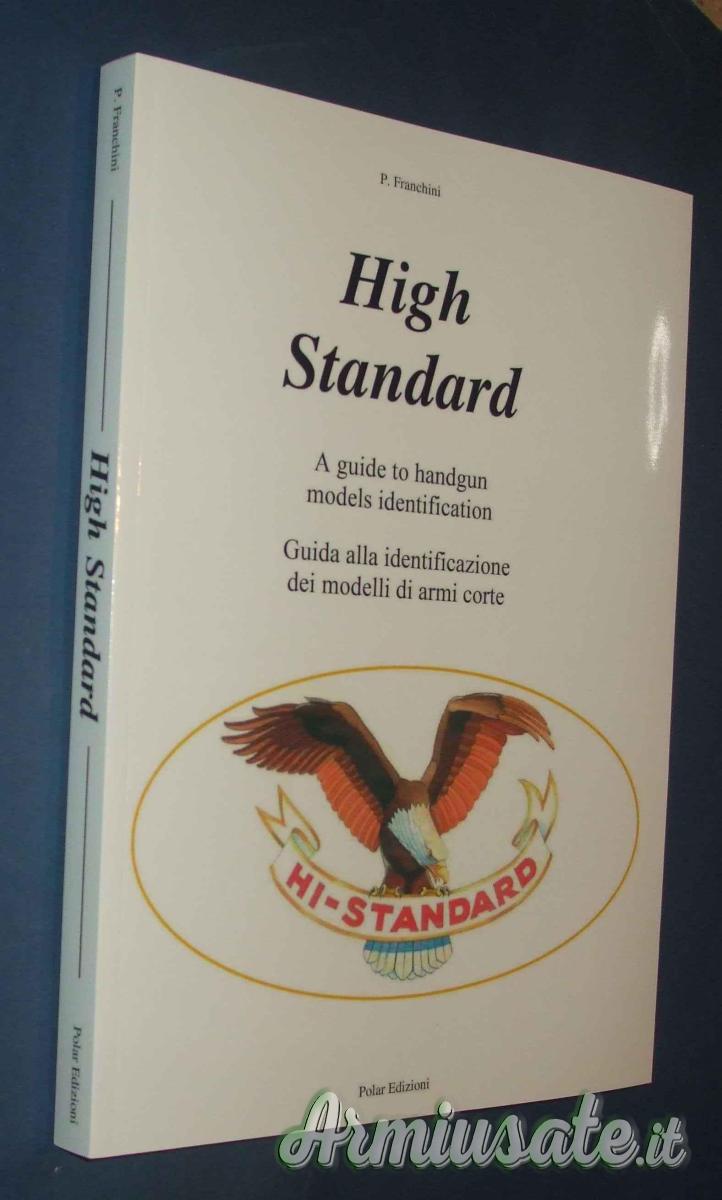 P. Franchini
High Standard
Polar Edizioni
P. Franchini
High
Standard
A guide to handgun
models identification
Guida alla identificazione
dei modelli di armi corte
HI-STANDARD
Polar Edizioni
Armiusate.it